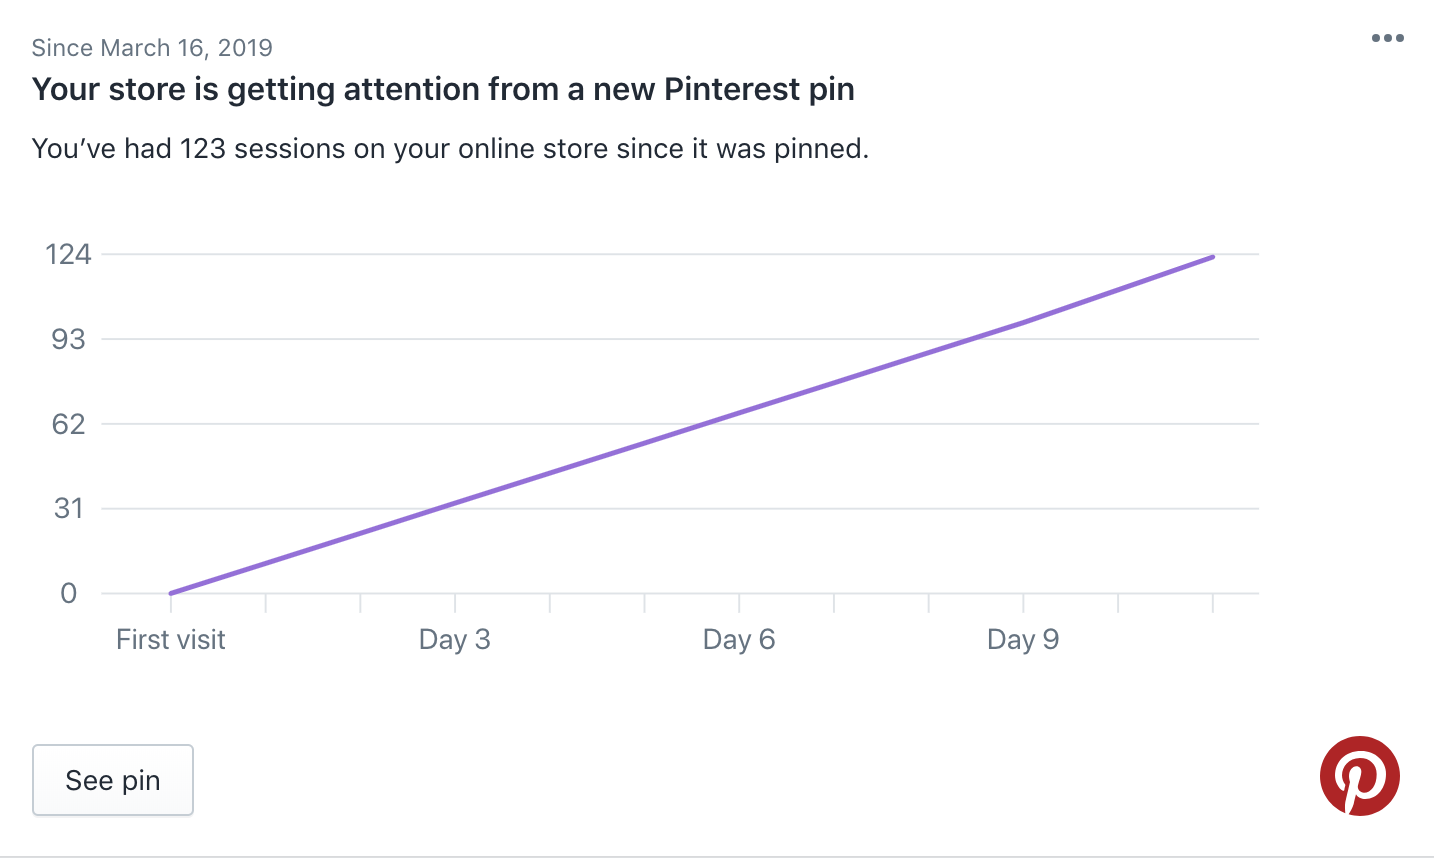 Since March 16, 2019
Your store is getting attention from a new Pinterest pin
You’ve had 123 sessions on your online store since it was pinned.
124
93
62
31
0
First visit Day 3 Day 6 Day 9
See pin